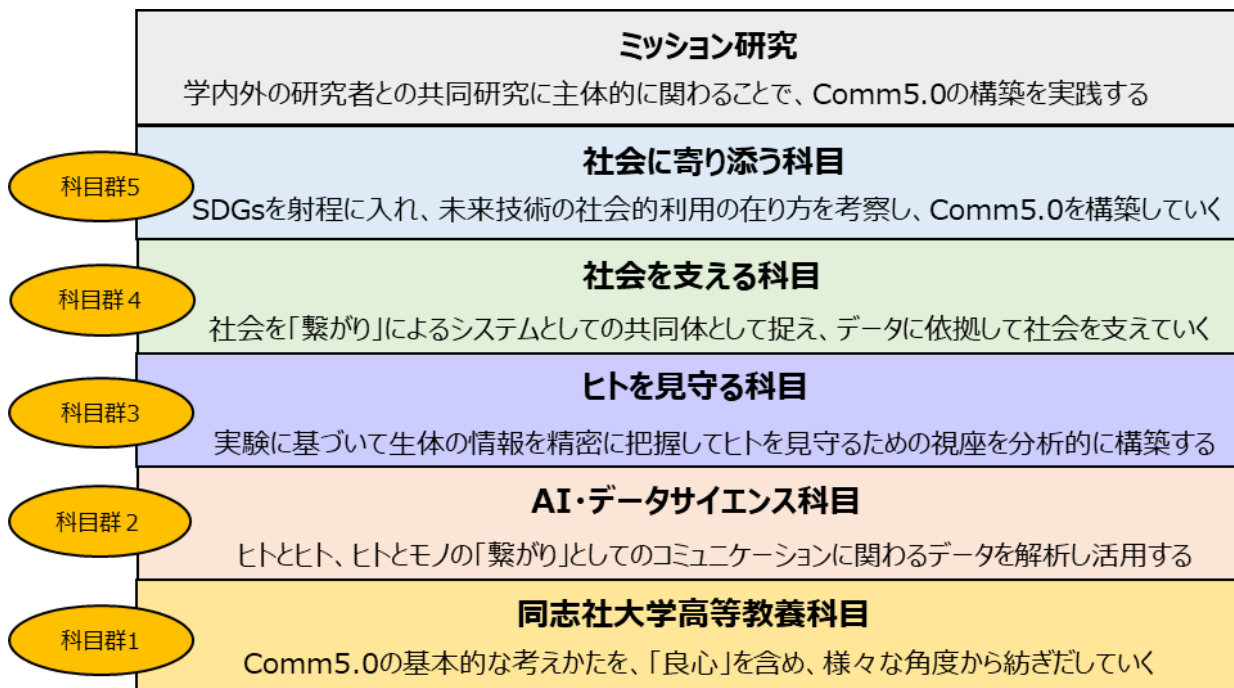 ミッション研究
学内外の研究者との共同研究に主体的に関わることで、Comm5.0の構築を実践する
社会に寄り添う科目
科目群5
SDGsを射程に入れ、未来技術の社会的利用の在り方を考察し、Comm5.0を構築していく
社会を支える科目
科目群４
社会を「繋がり」によるシステムとしての共同体として捉え、データに依拠して社会を支えていく
ヒトを見守る科目
科目群3
実験に基づいて生体の情報を精密に把握してヒトを見守るための視座を分析的に構築する
AI・データサイエンス科目
科目群２
ヒトとヒト、ヒトとモノの「繋がり」としてのコミュニケーションに関わるデータを解析し活用する
同志社大学高等教養科目
科目群1
Comm5.0の基本的な考えかたを、「良心」を含め、様々な角度から紡ぎだしていく